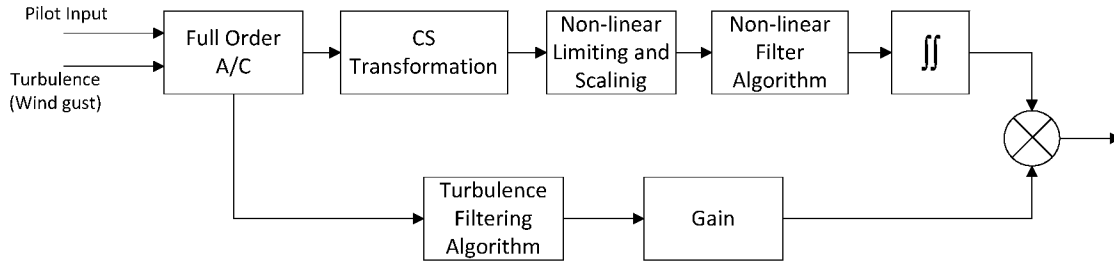 Pilot Input
Turbulence
(Wind gust)
Full Order
A/C
CS
Transformation
Non-linear
Limiting and
Scalinig
Non-linear
Filter
Algorithm
∬
Turbulence
Filtering
Algorithm
Gain